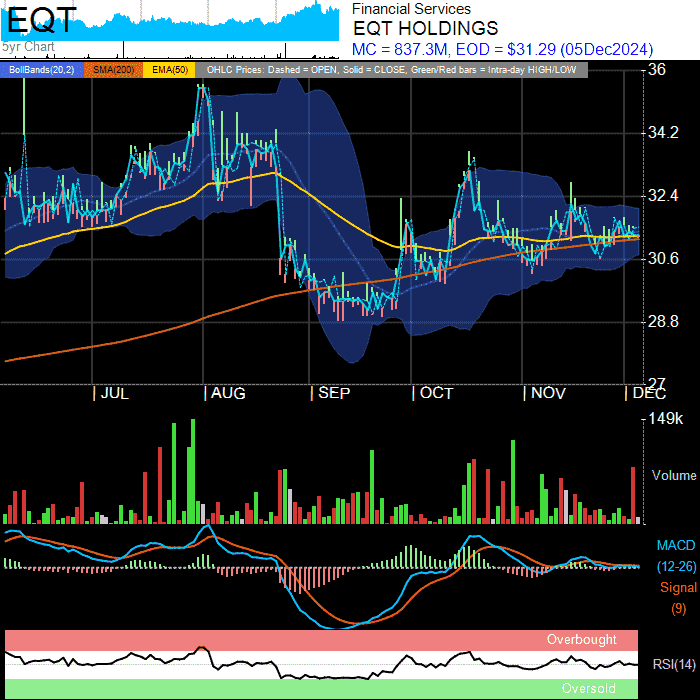 EQT
5yr Chart
Financial Services
EQT HOLDINGS
MC = 837.3M, EOD = $31.29 (05Dec2024)
BollBands(20,2) SMA(200) EMA(50) OHLC Prices: Dashed = OPEN, Solid = CLOSE, Green/Red bars = Intra-day HIGH/LOW
36
34.2
32.4
30.6
28.8
27
| JUL | AUG | SEP | OCT | NOV | DEC
149k
Volume
MACD
(12-26)
Signal
(9)
Overbought
RSI(14)
Oversold